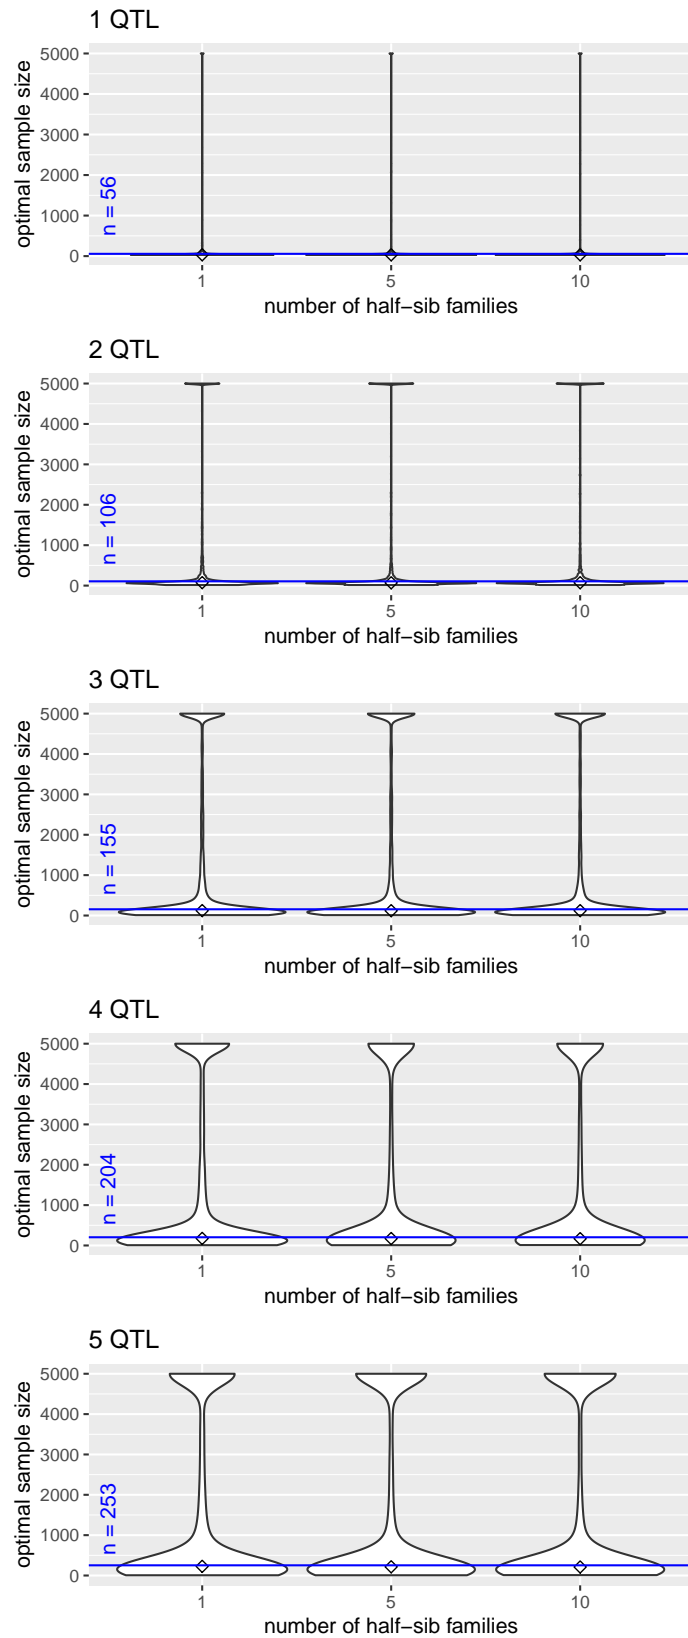 1 QTL
5000
4000
3000
2000
1000
0
optimal sample size
n = 56
1 5 10
number of half−sib families
2 QTL
5000
4000
3000
2000
1000
0
optimal sample size
n = 106
1 5 10
number of half−sib families
3 QTL
5000
4000
3000
2000
1000
0
optimal sample size
n = 155
1 5 10
number of half−sib families
4 QTL
5000
4000
3000
2000
1000
0
optimal sample size
n = 204
1 5 10
number of half−sib families
5 QTL
5000
4000
3000
2000
1000
0
optimal sample size
n = 253
1 5 10
number of half−sib families